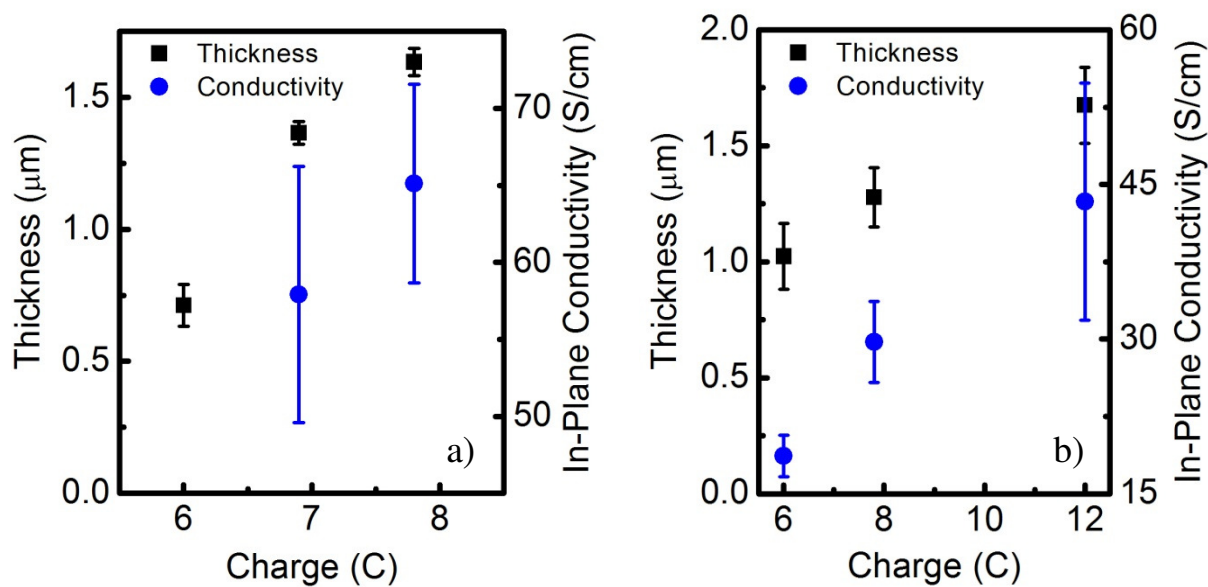 Thickness
Conductivity
1.5
1.0
0.5
0.0
Thickness (μm)
70
60
50
In-Plane Conductivity (S/cm)
a)
6 7 8
Charge (C)
Thickness
Conductivity
2.0
1.5
1.0
0.5
0.0
Thickness (μm)
60
45
30
15
In-Plane Conductivity (S/cm)
b)
6 8 10 12
Charge (C)